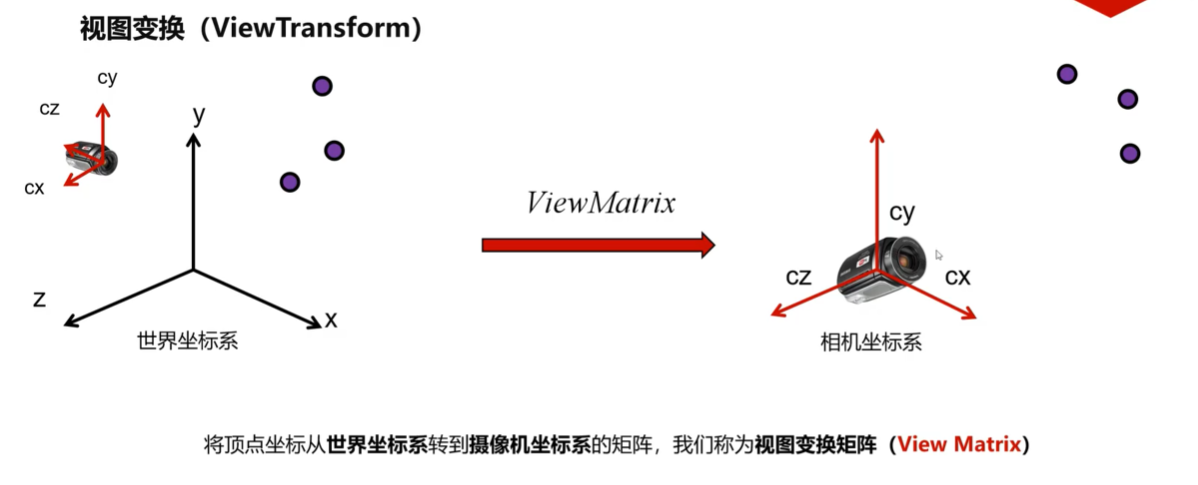 视图变换（ViewTransform）
cy
cz
cx
y
z
x
世界坐标系
ViewMatrix
cy
cz
cx
相机坐标系
将顶点坐标从世界坐标系转到摄像机坐标系的矩阵，我们称为视图变换矩阵（View Matrix）